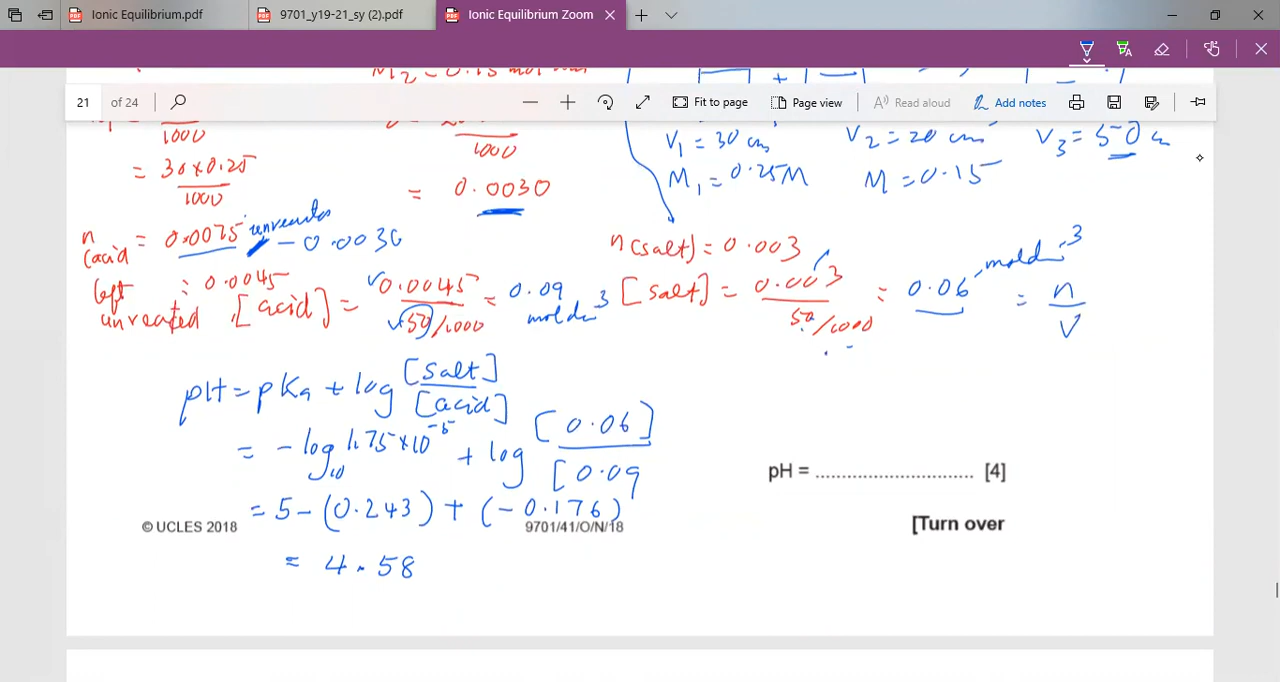 Ionic Equilibrium.pdf 9701_y19-21_sy (2).pdf Ionic Equilibrium Zoom
21 of 24 Fit to page Page view Read aloud Add notes
1000
= 30×0.25
1000
1000
= 0.0030
V₁ = 30 cm³ V₂ = 20 cm³ V₃ = 50 c
M₁ = 0.25M M = 0.15
n (acid = 0.0075 - 0.0030
left unreated : 0.0045
[acid] = 0.0045 / 50/1000 = 0.09 moldm⁻³
n(salt) = 0.003
[salt] = 0.003 / 50/1000 = 0.06 moldm⁻³ = n / V
pH = pKa + log [salt] / [acid]
= -log₁₀ 1.75×10⁻⁵ + log [0.06] / [0.09
= 5 - (0.243) + (-0.176)
= 4.58
pH = .............................. [4]
© UCLES 2018 9701/41/O/N/18 [Turn over